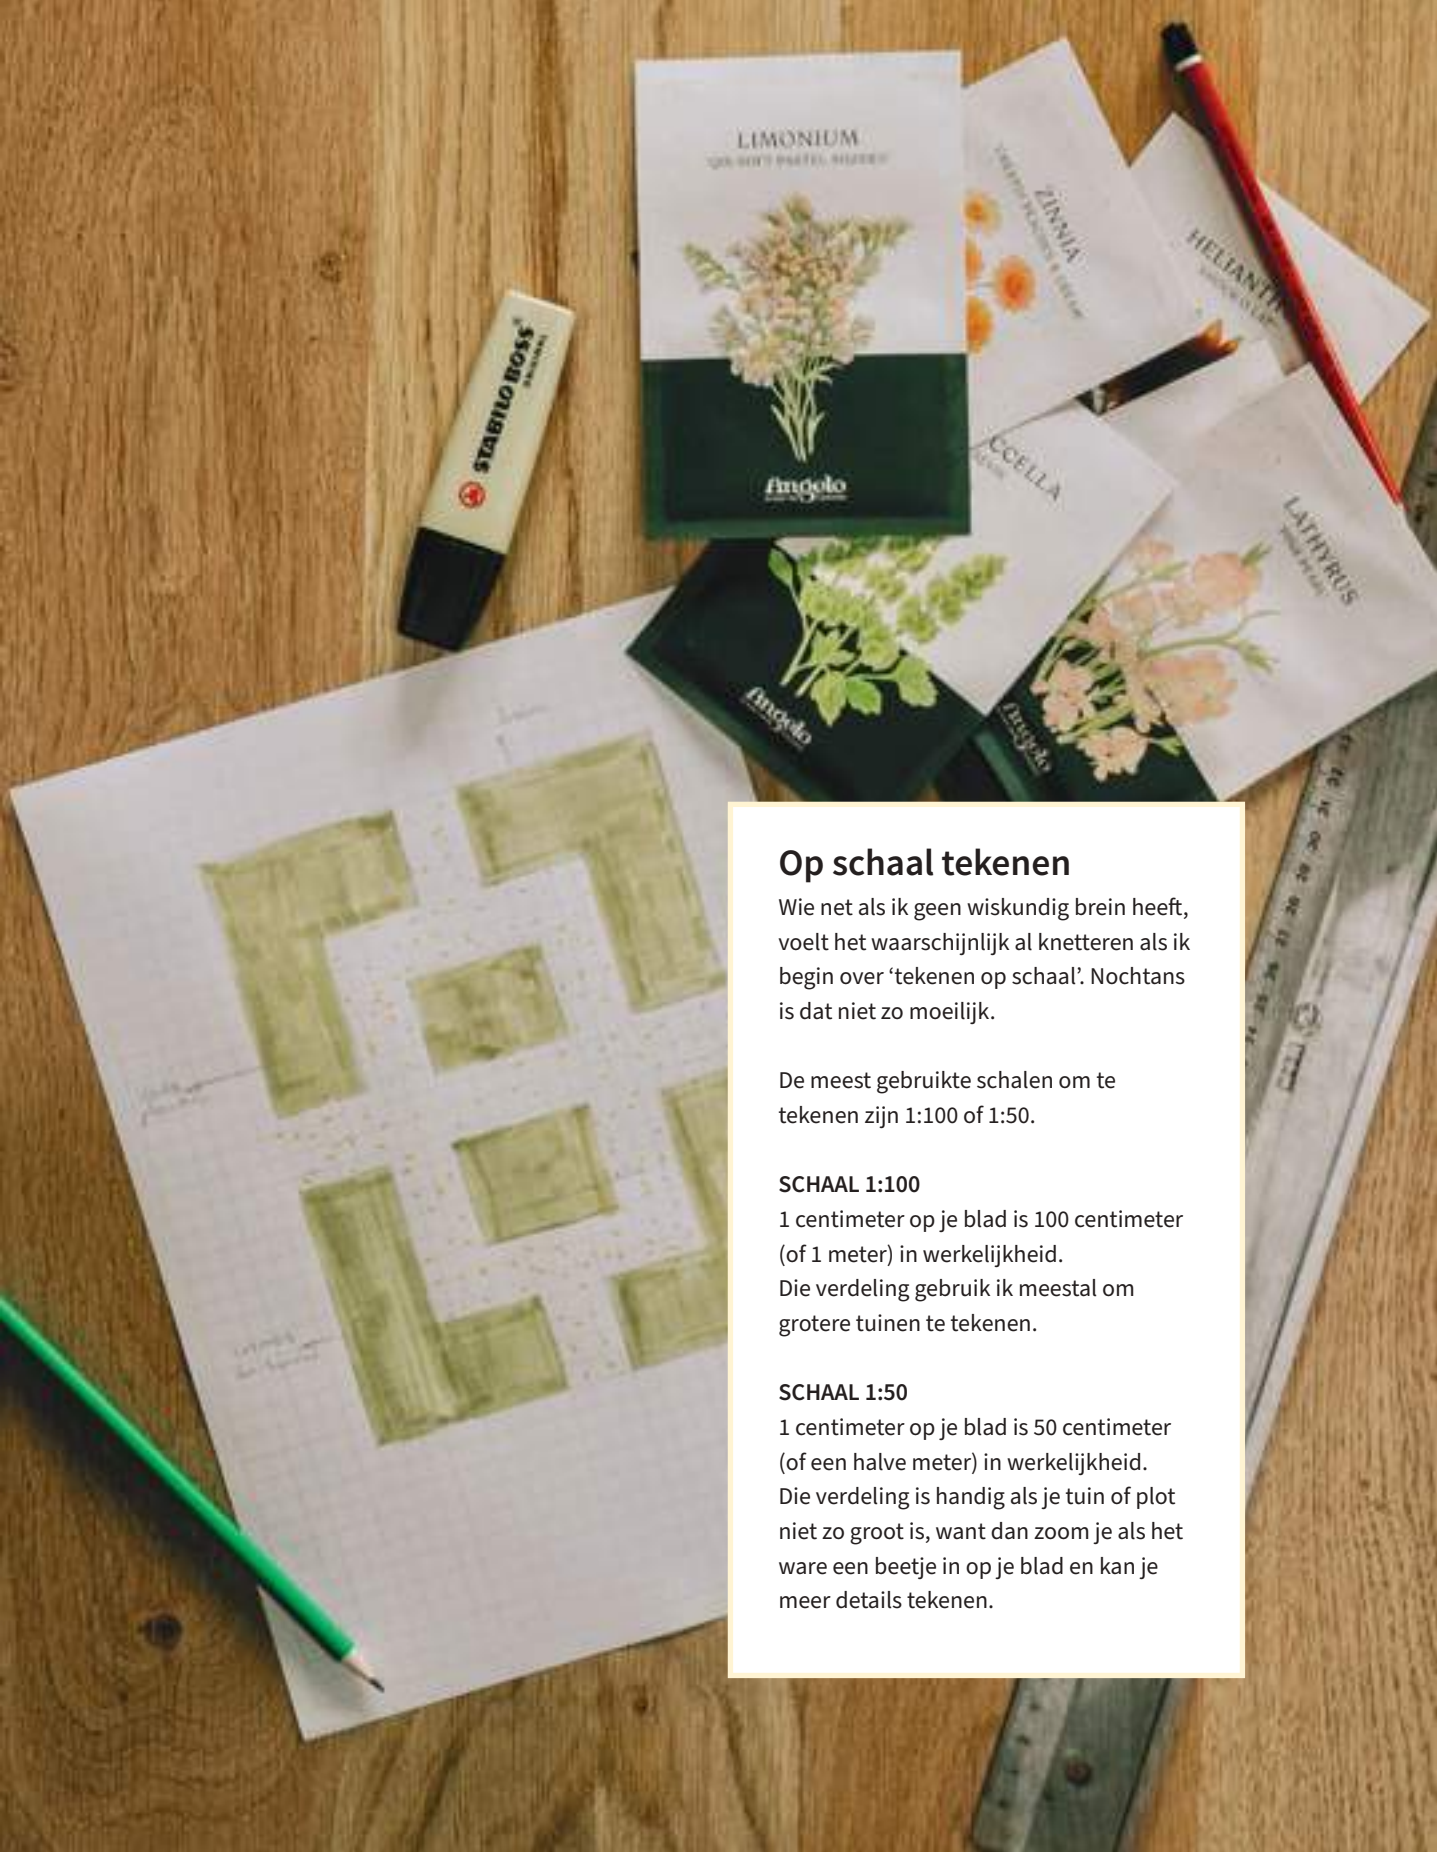 LIMONIUM
ZINNIA
HELIANTH
STABILO BOSS
ORIGINAL
CCELLA
LATHYRUS
Angelo
Angelo
Angelo
Op schaal tekenen
Wie net als ik geen wiskundig brein heeft,
voelt het waarschijnlijk al knetteren als ik
begin over ‘tekenen op schaal’. Nochtans
is dat niet zo moeilijk.
De meest gebruikte schalen om te
tekenen zijn 1:100 of 1:50.
SCHAAL 1:100
1 centimeter op je blad is 100 centimeter
(of 1 meter) in werkelijkheid.
Die verdeling gebruik ik meestal om
grotere tuinen te tekenen.
SCHAAL 1:50
1 centimeter op je blad is 50 centimeter
(of een halve meter) in werkelijkheid.
Die verdeling is handig als je tuin of plot
niet zo groot is, want dan zoom je als het
ware een beetje in op je blad en kan je
meer details tekenen.